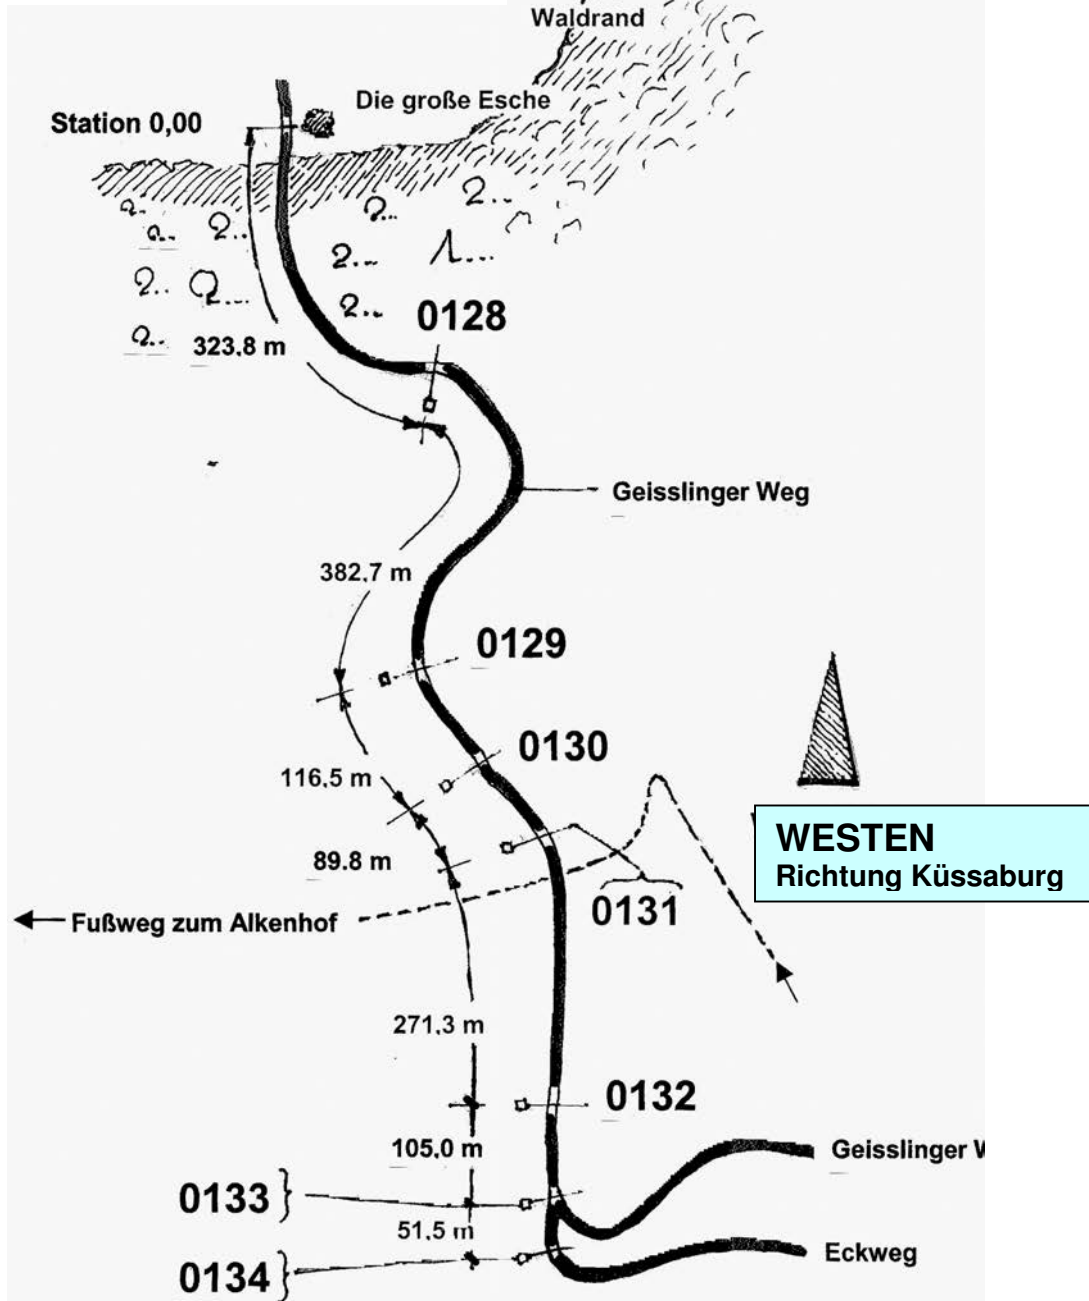 Waldrand
Die große Esche
Station 0,00
0128
323,8 m
Geisslinger Weg
382,7 m
0129
0130
116,5 m
WESTEN
Richtung Küssaburg
89.8 m
0131
Fußweg zum Alkenhof
271,3 m
0132
105,0 m
Geisslinger W
0133
51,5 m
Eckweg
0134